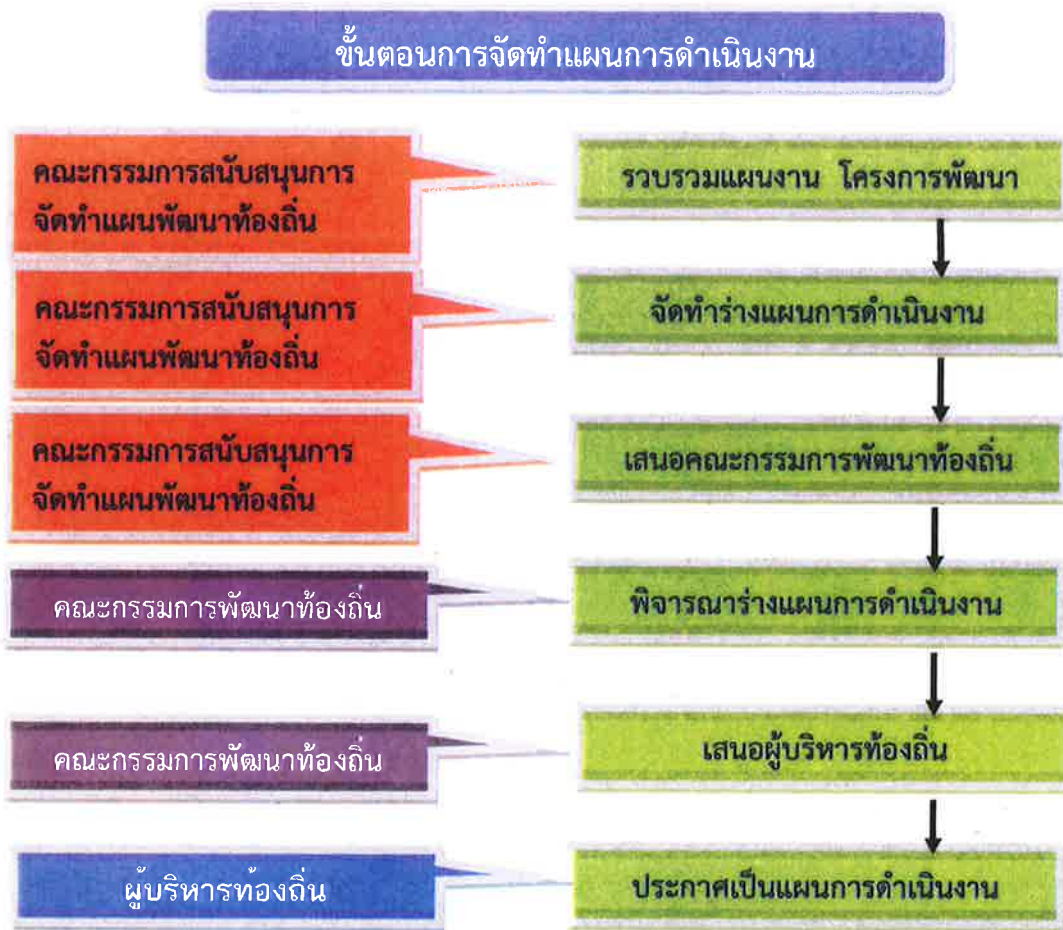 ขั้นตอนการจัดทำแผนการดำเนินงาน
คณะกรรมการสนับสนุนการ
จัดทำแผนพัฒนาท้องถิ่น
รวบรวมแผนงาน โครงการพัฒนา
คณะกรรมการสนับสนุนการ
จัดทำแผนพัฒนาท้องถิ่น
จัดทำร่างแผนการดำเนินงาน
คณะกรรมการสนับสนุนการ
จัดทำแผนพัฒนาท้องถิ่น
เสนอคณะกรรมการพัฒนาท้องถิ่น
คณะกรรมการพัฒนาท้องถิ่น
พิจารณาร่างแผนการดำเนินงาน
คณะกรรมการพัฒนาท้องถิ่น
เสนอผู้บริหารท้องถิ่น
ผู้บริหารท้องถิ่น
ประกาศเป็นแผนการดำเนินงาน